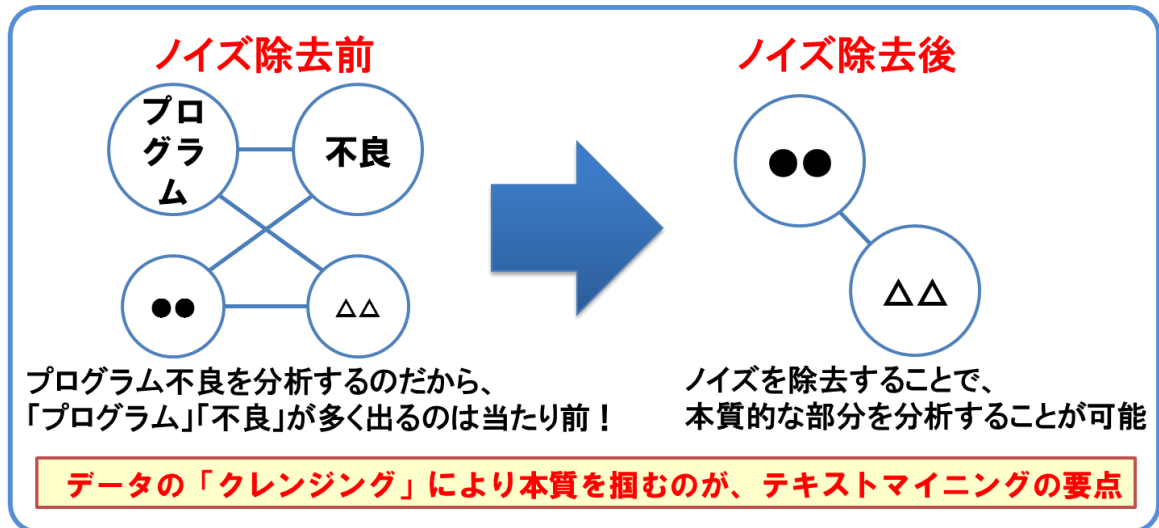 ノイズ除去前
プロ
グラ
ム
不良
●●
△△
プログラム不良を分析するのだから、
「プログラム」「不良」が多く出るのは当たり前！
ノイズ除去後
●●
△△
ノイズを除去することで、
本質的な部分を分析することが可能
データの「クレンジング」により本質を掴むのが、テキストマイニングの要点